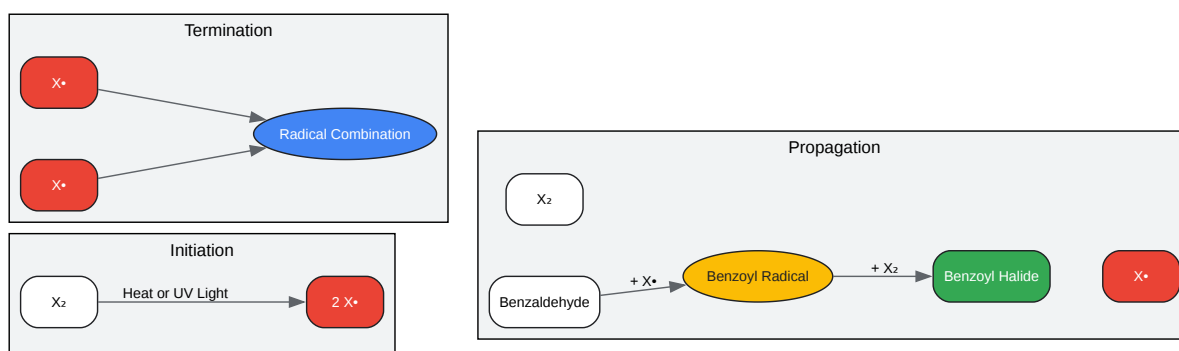 Termination
X•
Radical Combination
X•
Initiation
X₂
Heat or UV Light
2 X•
Propagation
X₂
Benzaldehyde
+ X•
Benzoyl Radical
+ X₂
Benzoyl Halide
X•